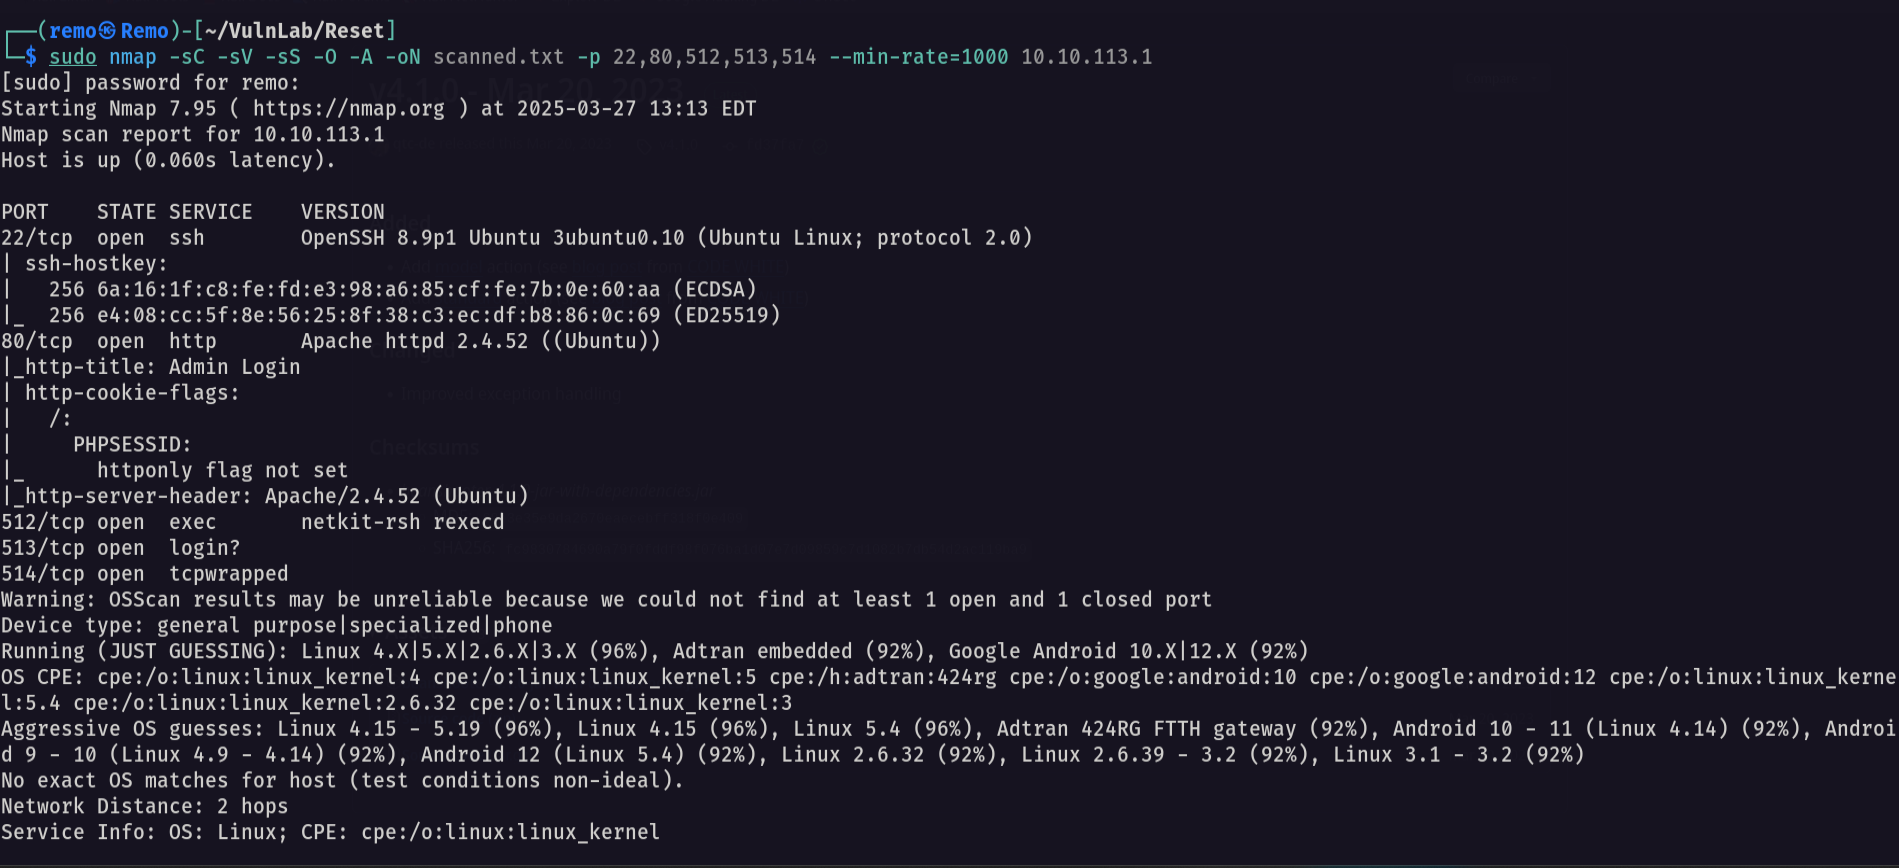 ┌──(remo㉿Remo)-[~/VulnLab/Reset]
└─$ sudo nmap -sC -sV -sS -O -A -oN scanned.txt -p 22,80,512,513,514 --min-rate=1000 10.10.113.1
[sudo] password for remo:
Starting Nmap 7.95 ( https://nmap.org ) at 2025-03-27 13:13 EDT
Nmap scan report for 10.10.113.1
Host is up (0.060s latency).

PORT    STATE SERVICE    VERSION
22/tcp  open  ssh        OpenSSH 8.9p1 Ubuntu 3ubuntu0.10 (Ubuntu Linux; protocol 2.0)
| ssh-hostkey:
|   256 6a:16:1f:c8:fe:fd:e3:98:a6:85:cf:fe:7b:0e:60:aa (ECDSA)
|_  256 e4:08:cc:5f:8e:56:25:8f:38:c3:ec:df:b8:86:0c:69 (ED25519)
80/tcp  open  http       Apache httpd 2.4.52 ((Ubuntu))
|_http-title: Admin Login
| http-cookie-flags:
|   /:
|     PHPSESSID:
|_      httponly flag not set
|_http-server-header: Apache/2.4.52 (Ubuntu)
512/tcp open  exec       netkit-rsh rexecd
513/tcp open  login?
514/tcp open  tcpwrapped
Warning: OSScan results may be unreliable because we could not find at least 1 open and 1 closed port
Device type: general purpose|specialized|phone
Running (JUST GUESSING): Linux 4.X|5.X|2.6.X|3.X (96%), Adtran embedded (92%), Google Android 10.X|12.X (92%)
OS CPE: cpe:/o:linux:linux_kernel:4 cpe:/o:linux:linux_kernel:5 cpe:/h:adtran:424rg cpe:/o:google:android:10 cpe:/o:google:android:12 cpe:/o:linux:linux_kerne
l:5.4 cpe:/o:linux:linux_kernel:2.6.32 cpe:/o:linux:linux_kernel:3
Aggressive OS guesses: Linux 4.15 - 5.19 (96%), Linux 4.15 (96%), Linux 5.4 (96%), Adtran 424RG FTTH gateway (92%), Android 10 - 11 (Linux 4.14) (92%), Androi
d 9 - 10 (Linux 4.9 - 4.14) (92%), Android 12 (Linux 5.4) (92%), Linux 2.6.32 (92%), Linux 2.6.39 - 3.2 (92%), Linux 3.1 - 3.2 (92%)
No exact OS matches for host (test conditions non-ideal).
Network Distance: 2 hops
Service Info: OS: Linux; CPE: cpe:/o:linux:linux_kernel